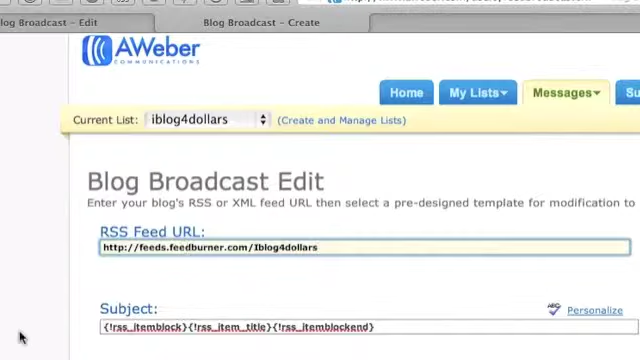 Blog Broadcast - Edit
Blog Broadcast - Create
AWeber
COMMUNICATIONS
Home
My Lists
Messages
Su
Current List: iblog4dollars (Create and Manage Lists)
Blog Broadcast Edit
Enter your blog's RSS or XML feed URL then select a pre-designed template for modification to
RSS Feed URL:
http://feeds.feedburner.com/Iblog4dollars
Subject:
Personalize
{!rss_itemblock}{!rss_item_title}{!rss_itemblockend}